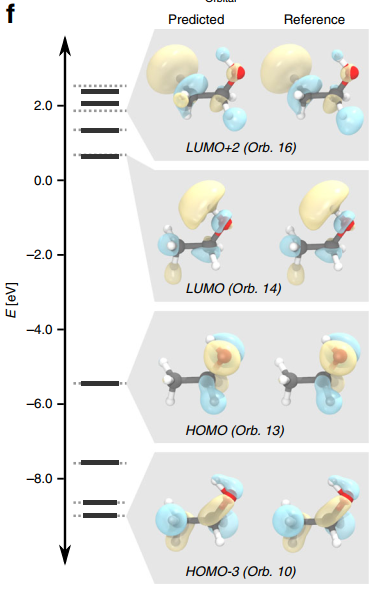 f
Orbital
Predicted Reference
2.0
LUMO+2 (Orb. 16)
0.0
−2.0
LUMO (Orb. 14)
E [eV]
−4.0
−6.0
HOMO (Orb. 13)
−8.0
HOMO-3 (Orb. 10)